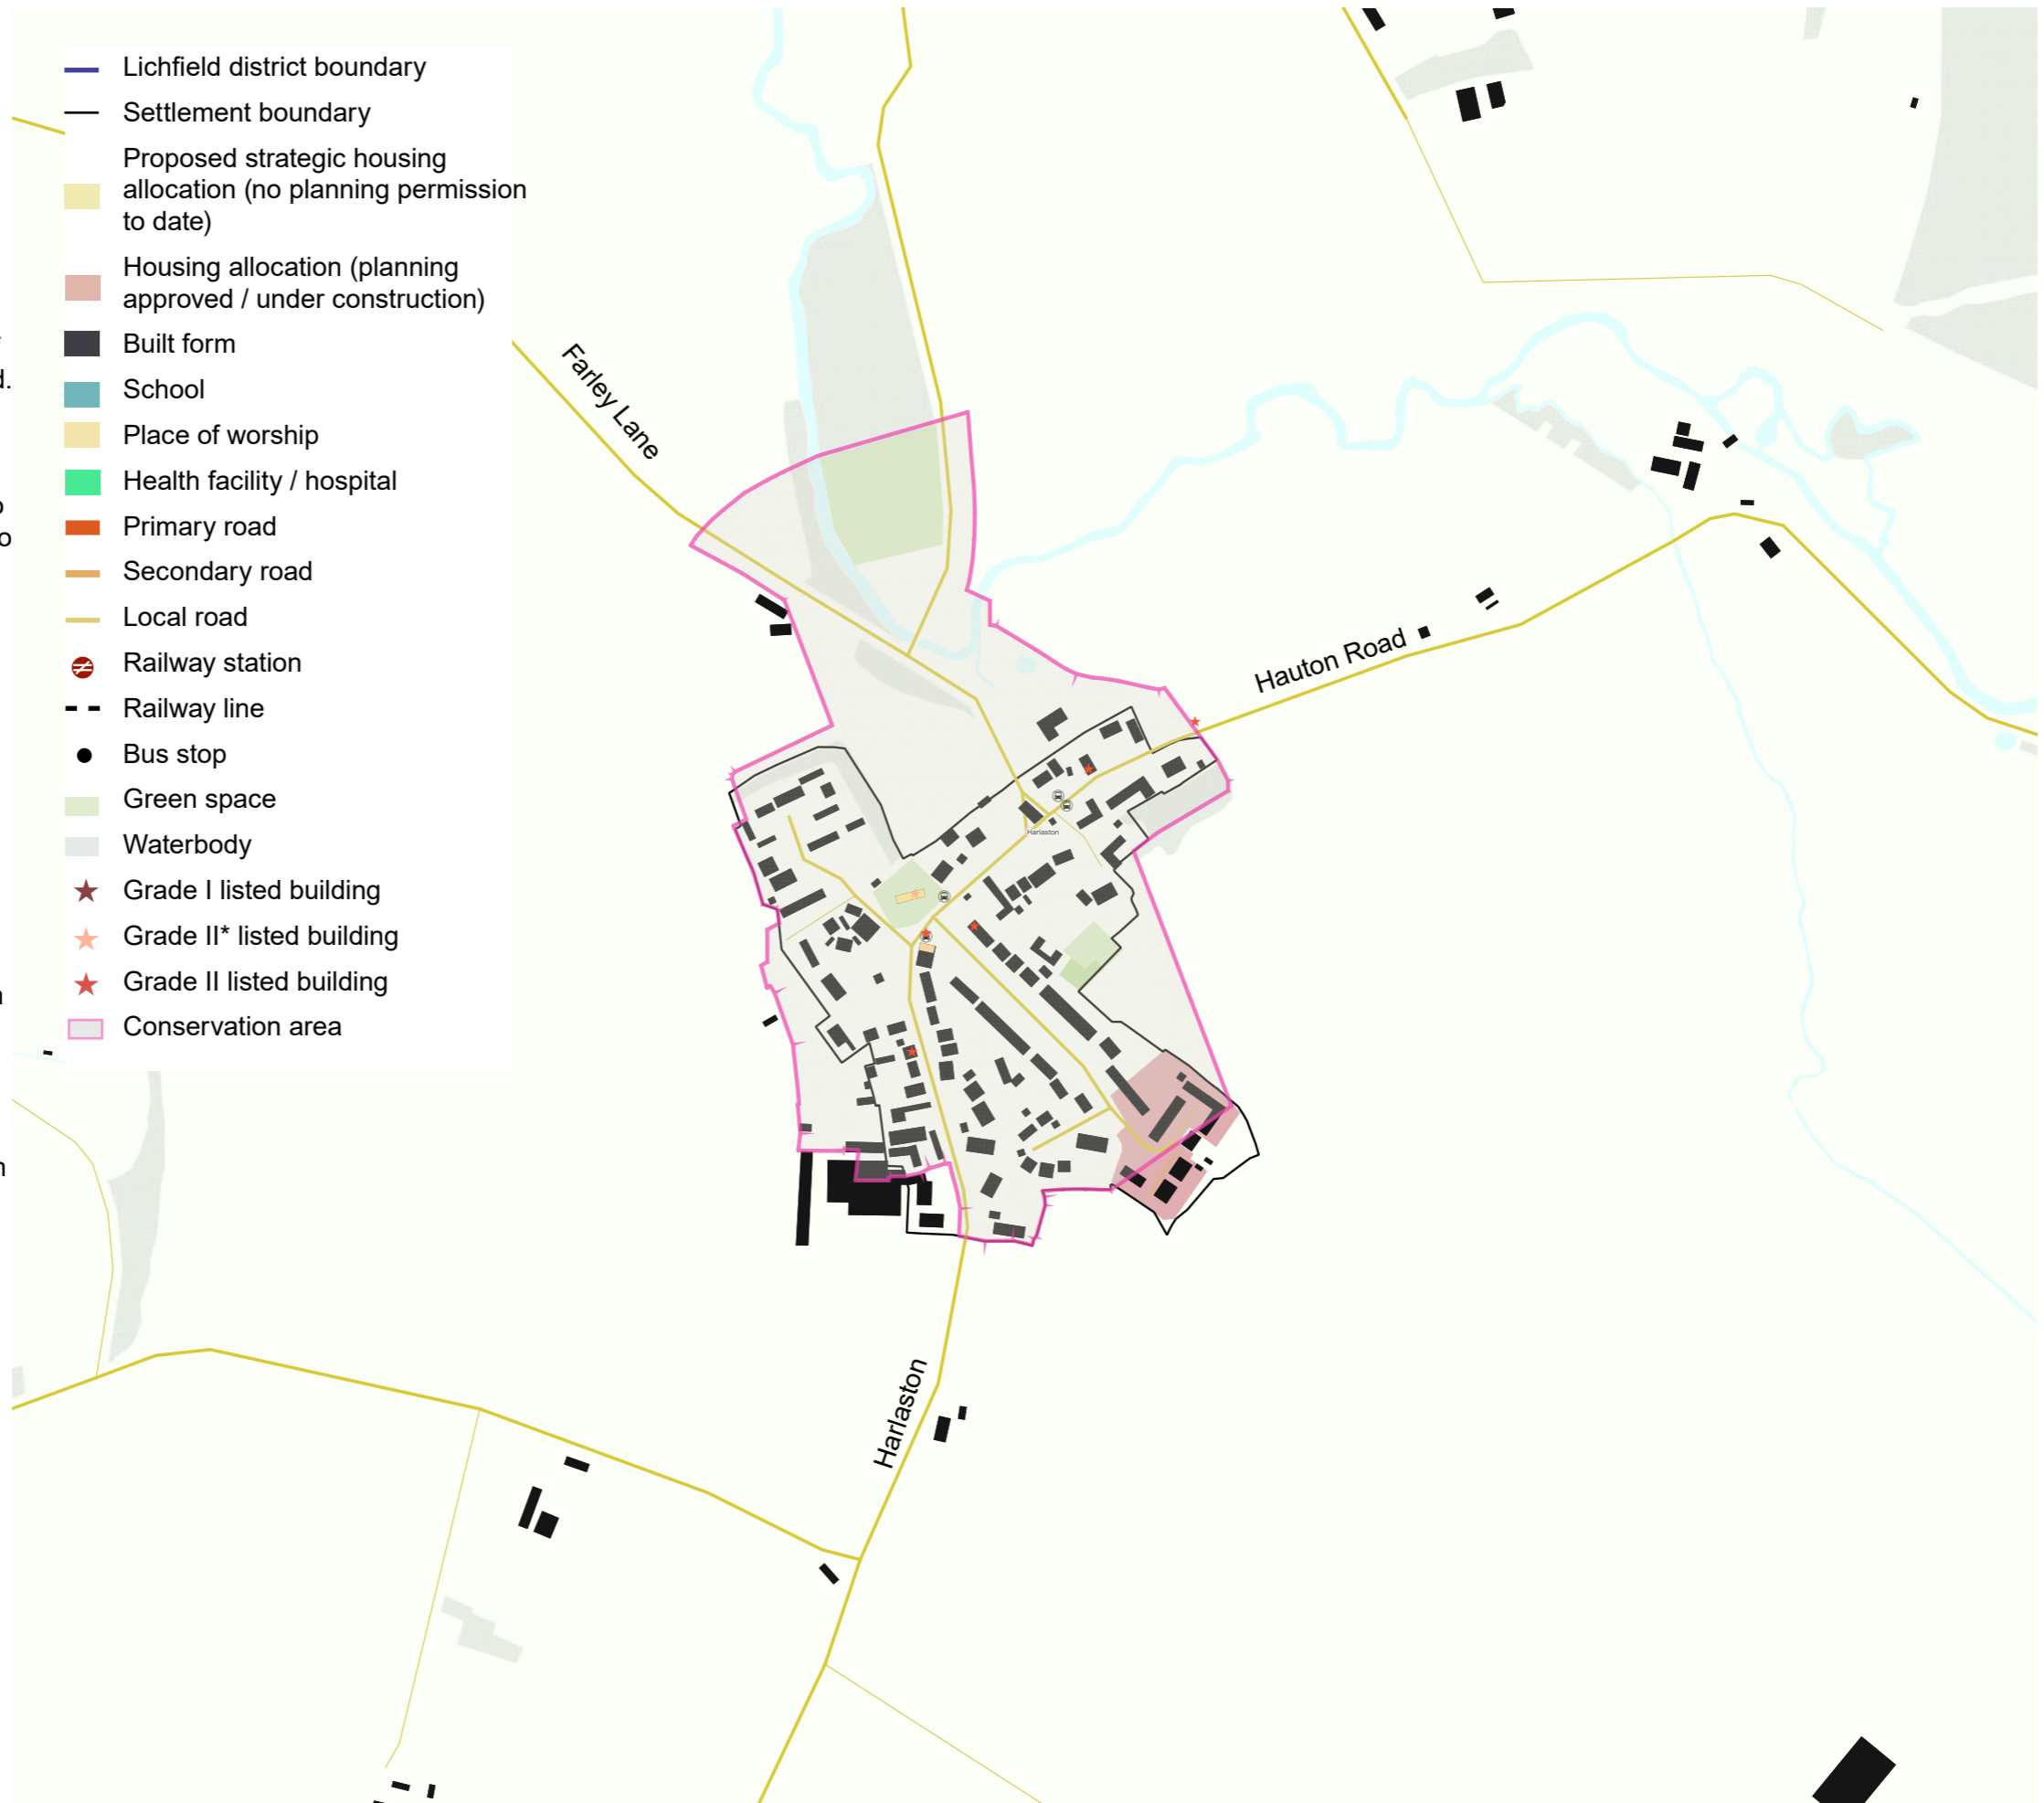 Lichfield district boundary
Settlement boundary
Proposed strategic housing
allocation (no planning permission
to date)
Housing allocation (planning
approved / under construction)
Built form
School
Place of worship
Health facility / hospital
Primary road
Secondary road
Local road
Railway station
Railway line
Bus stop
Green space
Waterbody
Grade I listed building
Grade II* listed building
Grade II listed building
Conservation area
Farley Lane
Hauton Road
Harlaston
Harlaston